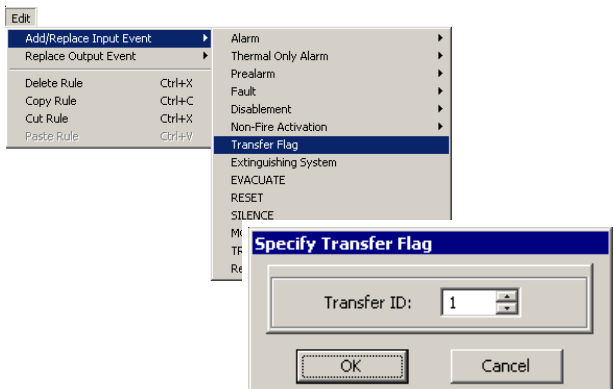 Edit
Add/Replace Input Event
Replace Output Event
Delete Rule Ctrl+X
Copy Rule Ctrl+C
Cut Rule Ctrl+X
Paste Rule Ctrl+V
Alarm
Thermal Only Alarm
Prealarm
Fault
Disablement
Non-Fire Activation
Transfer Flag
Extinguishing System
EVACUATE
RESET
SILENCE
Specify Transfer Flag
Transfer ID: 1
OK Cancel